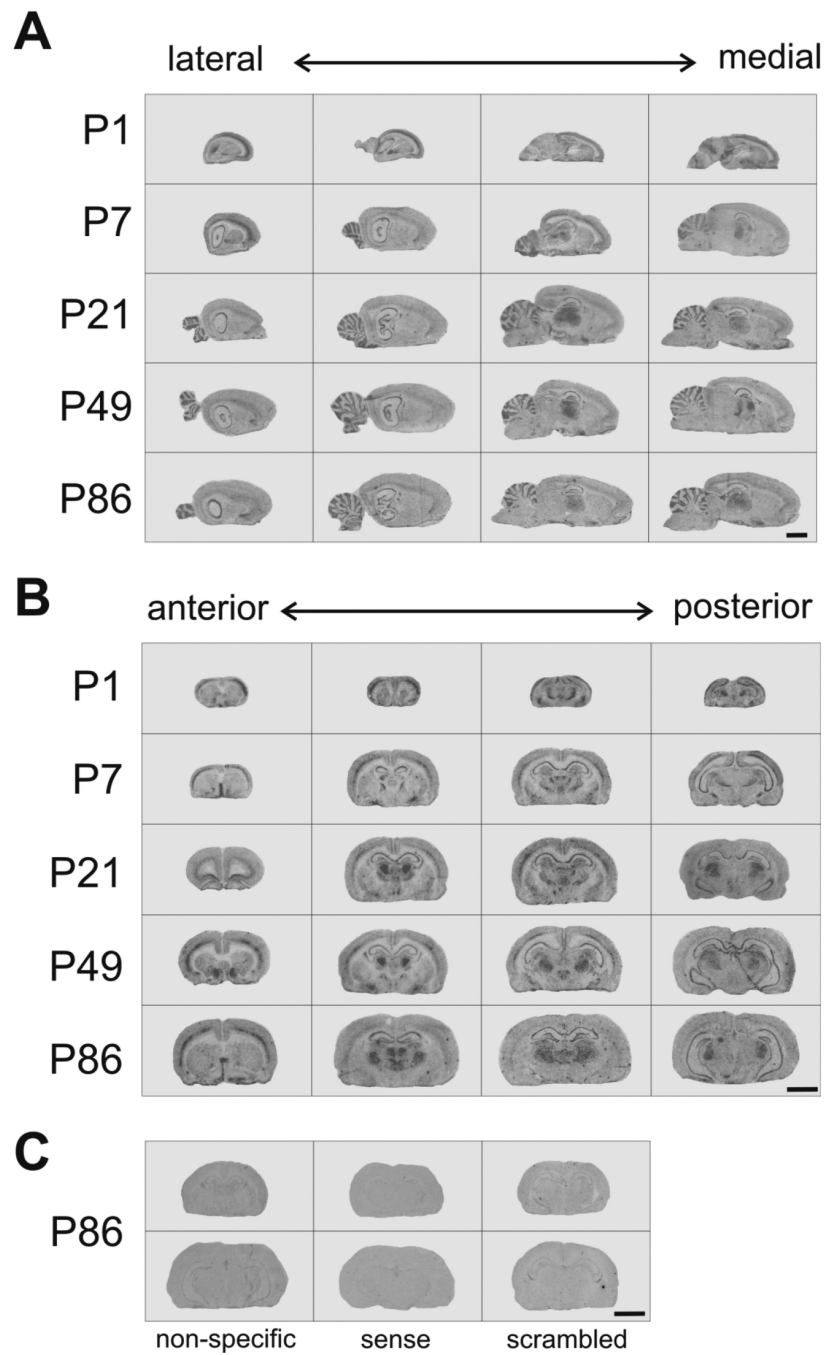 A
lateral medial
P1
P7
P21
P49
P86
B
anterior posterior
P1
P7
P21
P49
P86
C
P86
non-specific sense scrambled